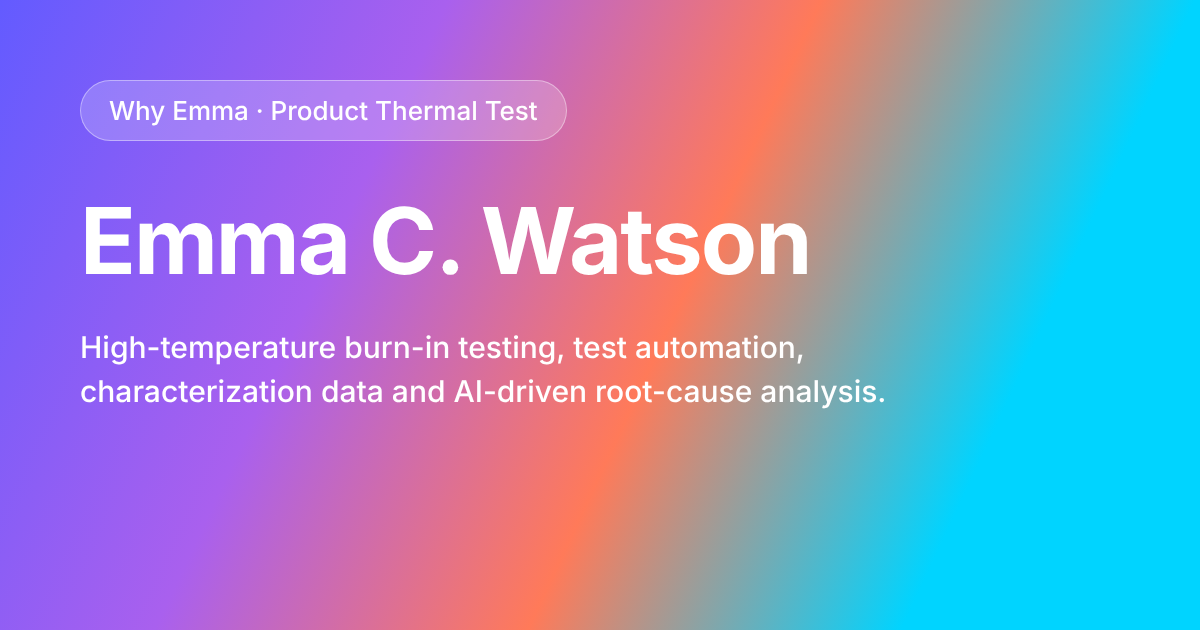 Why Emma · Product Thermal Test
Emma C. Watson
High-temperature burn-in testing, test automation,
characterization data and AI-driven root-cause analysis.